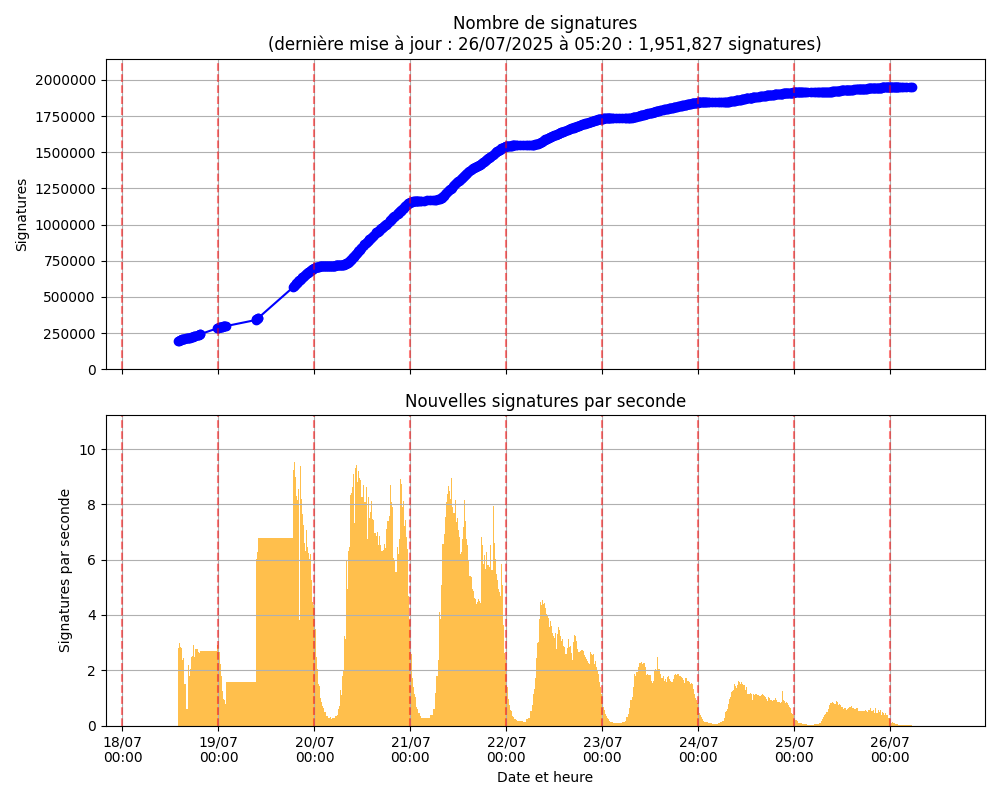 Nombre de signatures
(dernière mise à jour : 26/07/2025 à 05:20 : 1,951,827 signatures)
2000000
1750000
1500000
1250000
1000000
750000
500000
250000
0
Signatures
Nouvelles signatures par seconde
10
8
6
4
2
0
Signatures par seconde
18/07 19/07 20/07 21/07 22/07 23/07 24/07 25/07 26/07
00:00 00:00 00:00 00:00 00:00 00:00 00:00 00:00 00:00
Date et heure